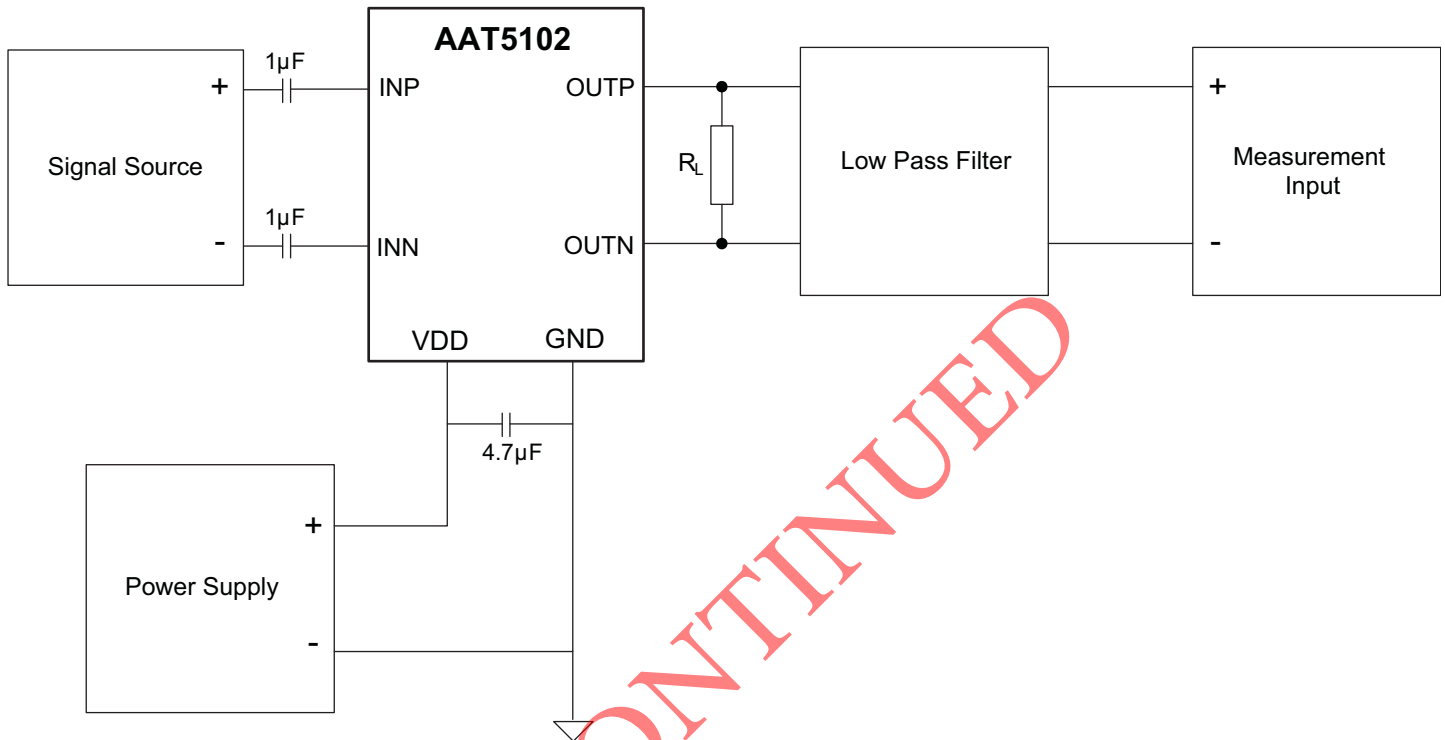 AAT5102
1µF
+
INP
OUTP
+
Signal Source
R_L
Low Pass Filter
Measurement
Input
1µF
-
INN
OUTN
-
VDD
GND
4.7µF
+
Power Supply
-
ONTINUED